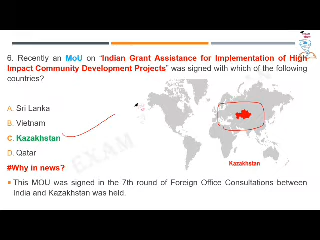 6. Recently an MoU on "Indian Grant Assistance for Implementation of High
Impact Community Development Projects" was signed with which of the following
countries?
A. Sri Lanka
B. Vietnam
C. Kazakhstan
D. Qatar
Kazakhstan
#Why in news?
▪ This MOU was signed in the 7th round of Foreign Office Consultations between
India and Kazakhstan was held.
EXAM